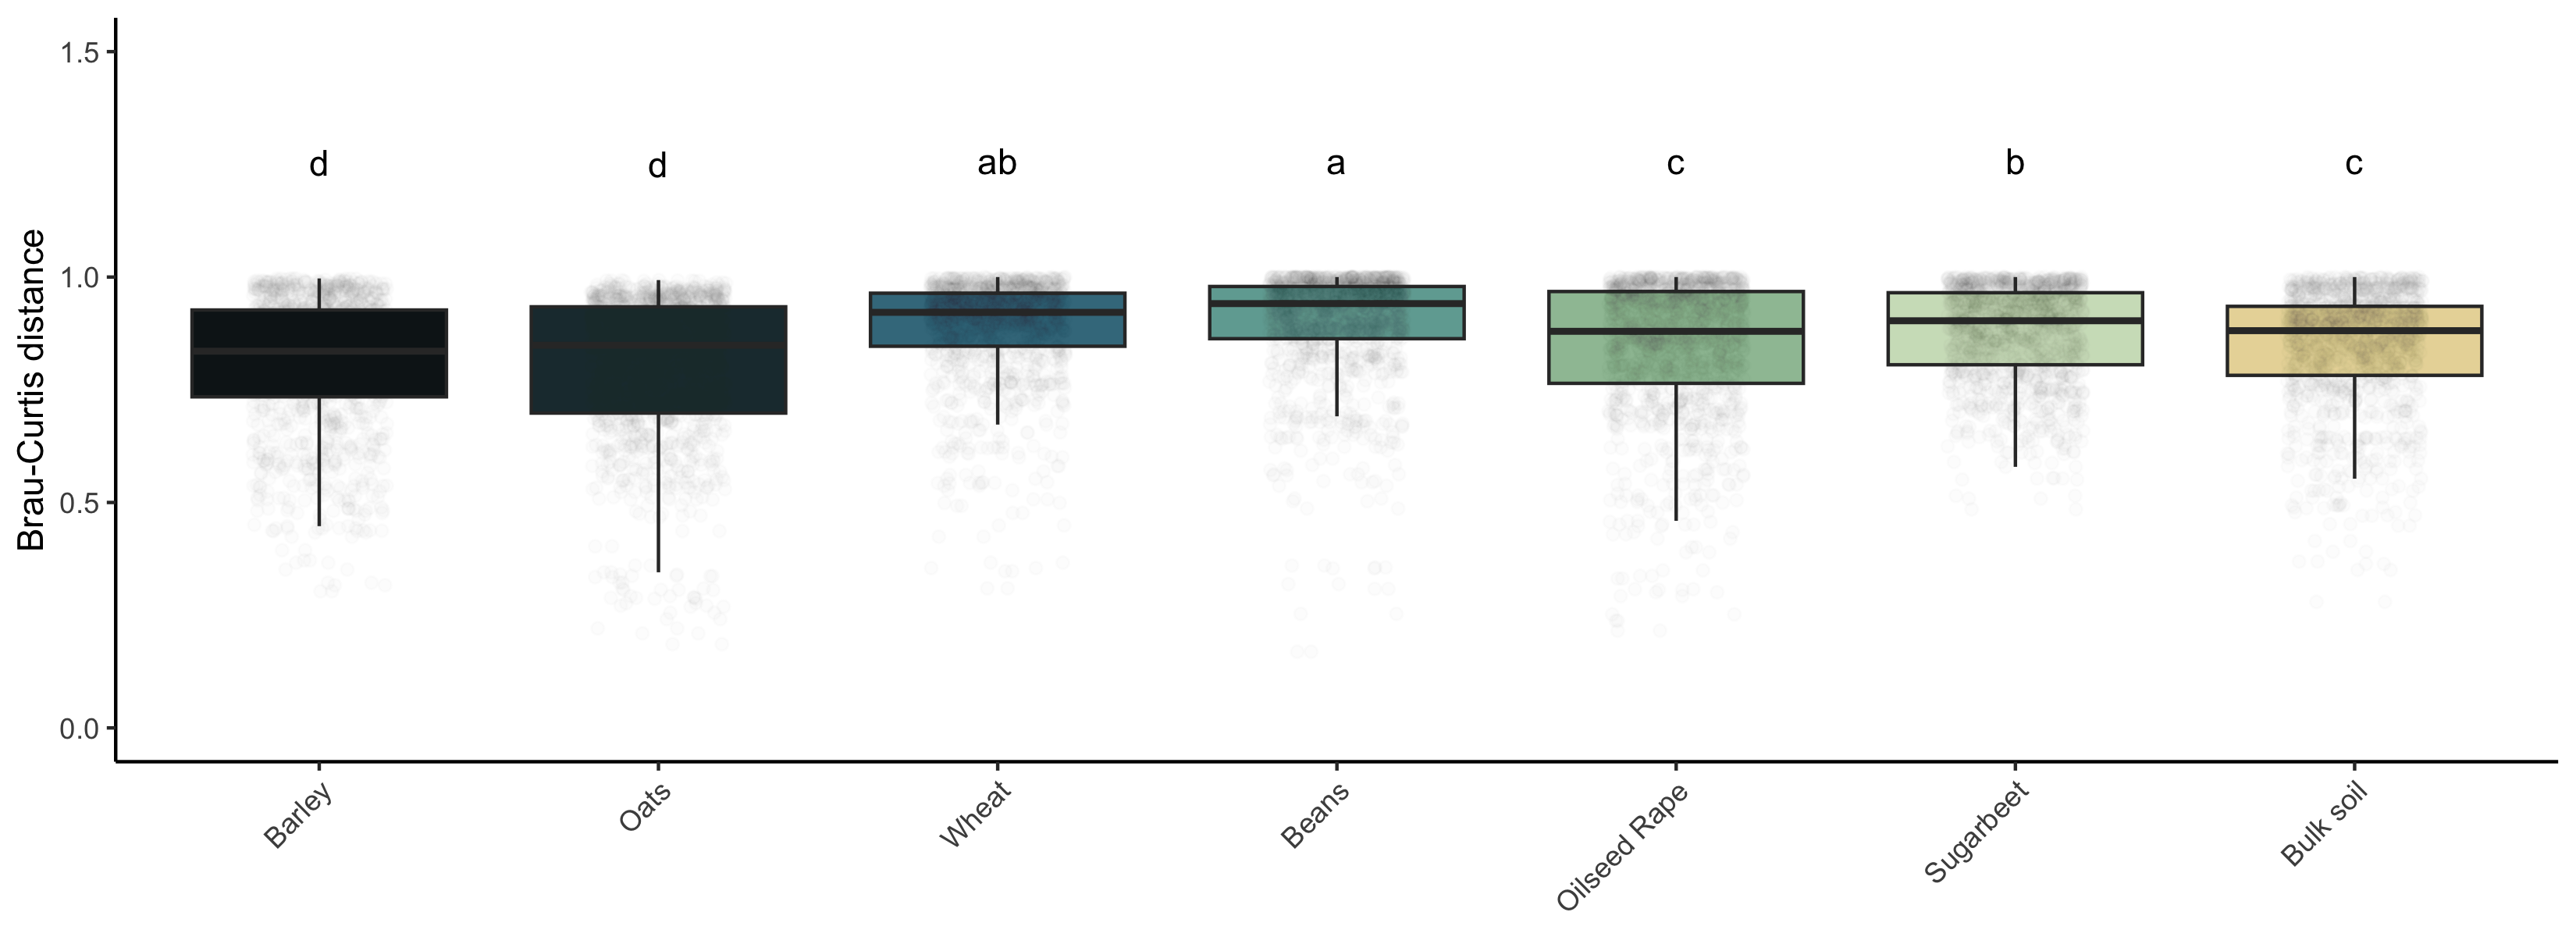 Brau-Curtis distance
1.5
1.0
0.5
0.0
d d ab a c b c
Barley Oats Wheat Beans Oilseed Rape Sugarbeet Bulk soil